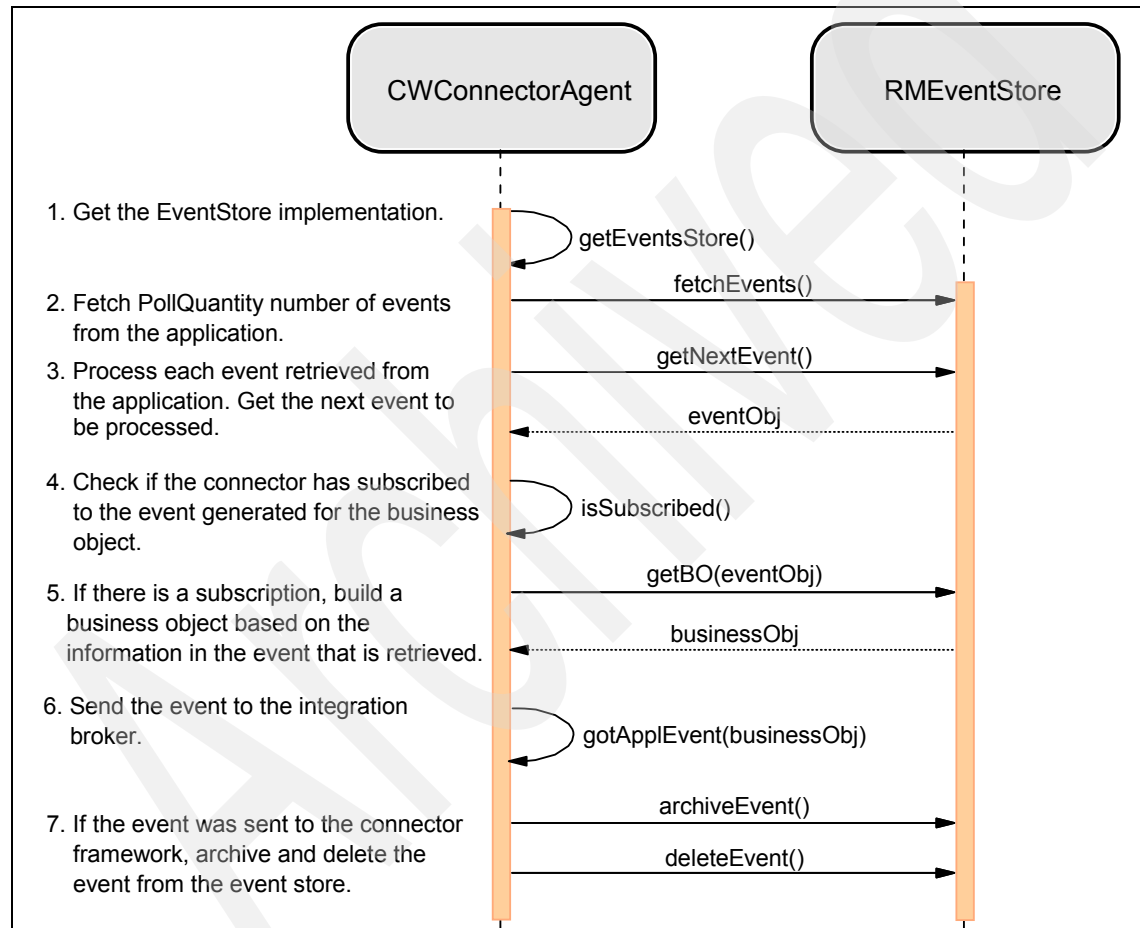 CWConnectorAgent
RMEventStore
1. Get the EventStore implementation.
getEventsStore()
fetchEvents()
2. Fetch PollQuantity number of events
from the application.
getNextEvent()
3. Process each event retrieved from
the application. Get the next event to
be processed.
eventObj
4. Check if the connector has subscribed
to the event generated for the business
object.
isSubscribed()
getBO(eventObj)
5. If there is a subscription, build a
business object based on the
information in the event that is retrieved.
businessObj
6. Send the event to the integration
broker.
gotApplEvent(businessObj)
archiveEvent()
7. If the event was sent to the connector
framework, archive and delete the
event from the event store.
deleteEvent()
Archived